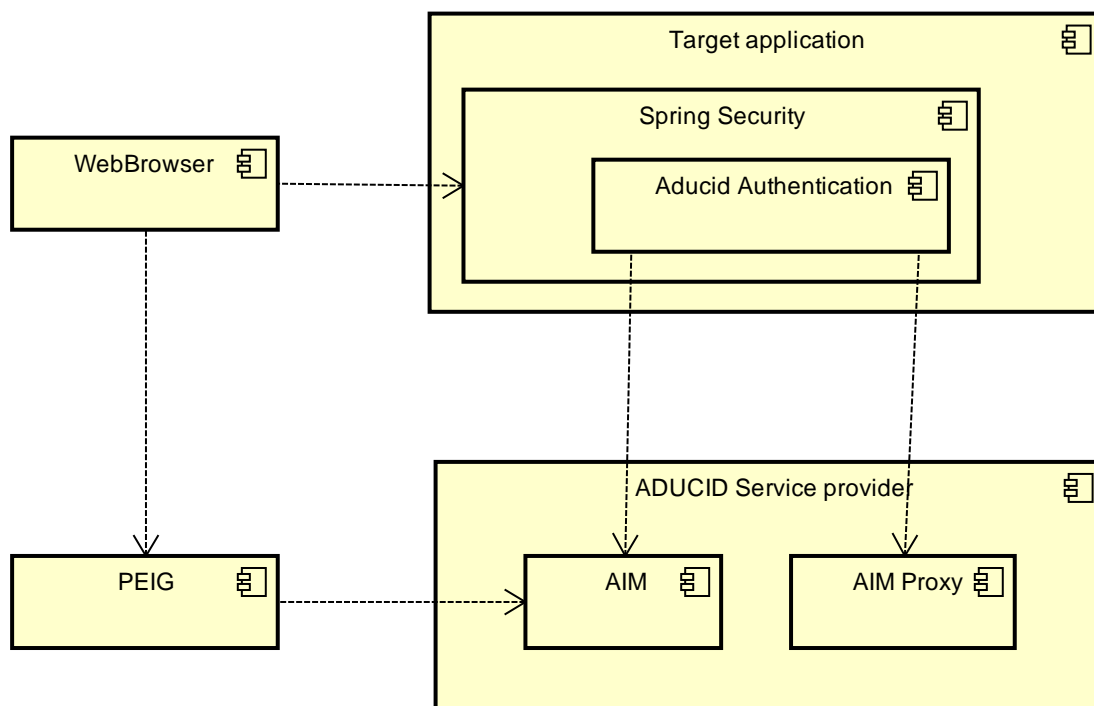 Target application
Spring Security
WebBrowser
Aducid Authentication
ADUCID Service provider
PEIG
AIM
AIM Proxy